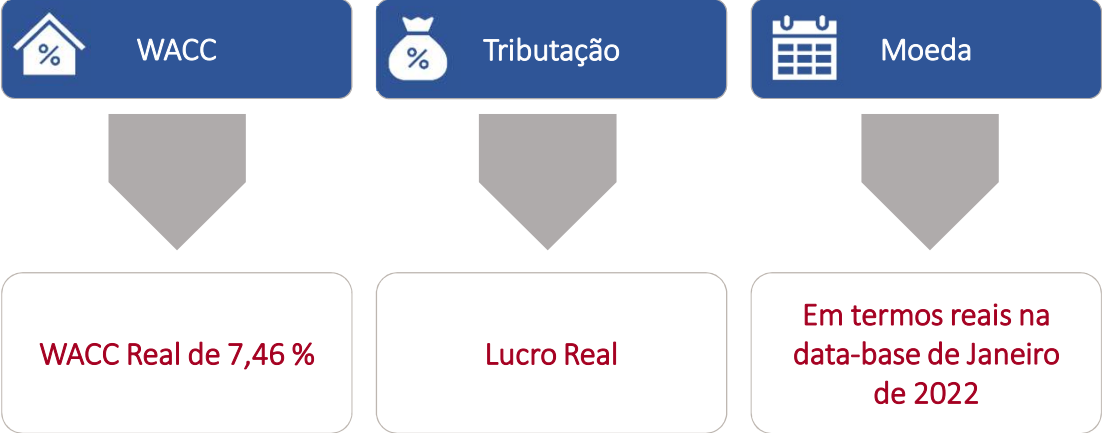 %
WACC
%
Tributação
Moeda
WACC Real de 7,46 %
Lucro Real
Em termos reais na
data-base de Janeiro
de 2022